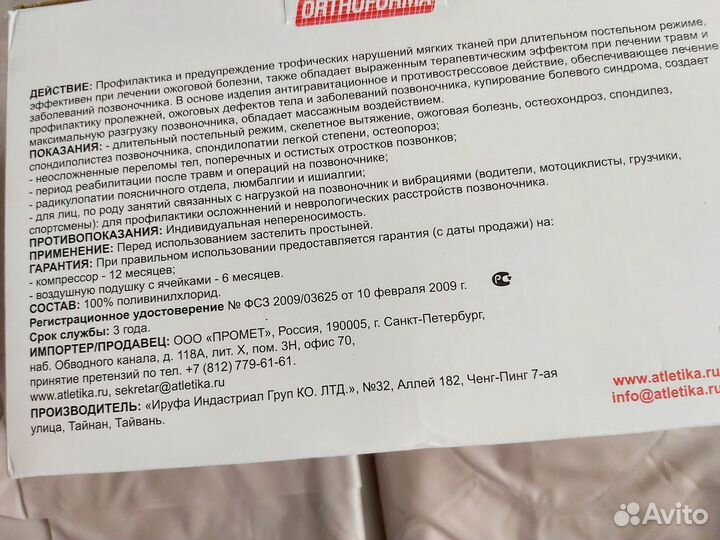 ORTHOFORMA
ДЕЙСТВИЕ: Профилактика и предупреждение трофических нарушений мягких тканей при длительном постельном режиме,
эффективен при лечении ожоговой болезни, также обладает выраженным терапевтическим эффектом при лечении травм и
заболеваний позвоночника. В основе изделия антигравитационное и противострессовое действие, обеспечивающее лечение
профилактику пролежней, ожоговых дефектов тела и заболеваний позвоночника, купирование болевого синдрома, создает
максимальную разгрузку позвоночника, обладает массажным воздействием.
ПОКАЗАНИЯ: - длительный постельный режим, скелетное вытяжение, ожоговая болезнь, остеохондроз, спондилез,
спондилолистез позвоночника, спондилопатии легкой степени, остеопороз;
- неосложненные переломы тел, поперечных и остистых отростков позвонков;
- период реабилитации после травм и операций на позвоночнике;
- радикулопатии поясничного отдела, люмбалгии и ишиалгии;
- для лиц, по роду занятий связанных с нагрузкой на позвоночник и вибрациями (водители, мотоциклисты, грузчики,
спортсмены): для профилактики осложннений и неврологических расстройств позвоночника.
ПРОТИВОПОКАЗАНИЯ: Индивидуальная непереносимость.
ПРИМЕНЕНИЕ: Перед использованием застелить простыней.
ГАРАНТИЯ: При правильном использовании предоставляется гарантия (с даты продажи) на:
- компрессор - 12 месяцев;
- воздушную подушку с ячейками - 6 месяцев.
СОСТАВ: 100% поливинилхлорид.
Регистрационное удостоверение № ФСЗ 2009/03625 от 10 февраля 2009 г.
Срок службы: 3 года.
ИМПОРТЕР/ПРОДАВЕЦ: ООО «ПРОМЕТ», Россия, 190005, г. Санкт-Петербург,
наб. Обводного канала, д. 118А, лит. Х, пом. 3Н, офис 70,
принятие претензий по тел. +7 (812) 779-61-61.
www.atletika.ru, sekretar@atletika.ru
ПРОИЗВОДИТЕЛЬ: «Ируфа Индастриал Груп КО. ЛТД.», №32, Аллей 182, Ченг-Пинг 7-ая
улица, Тайнан, Тайвань.
www.atletika.ru
info@atletika.ru
Avito